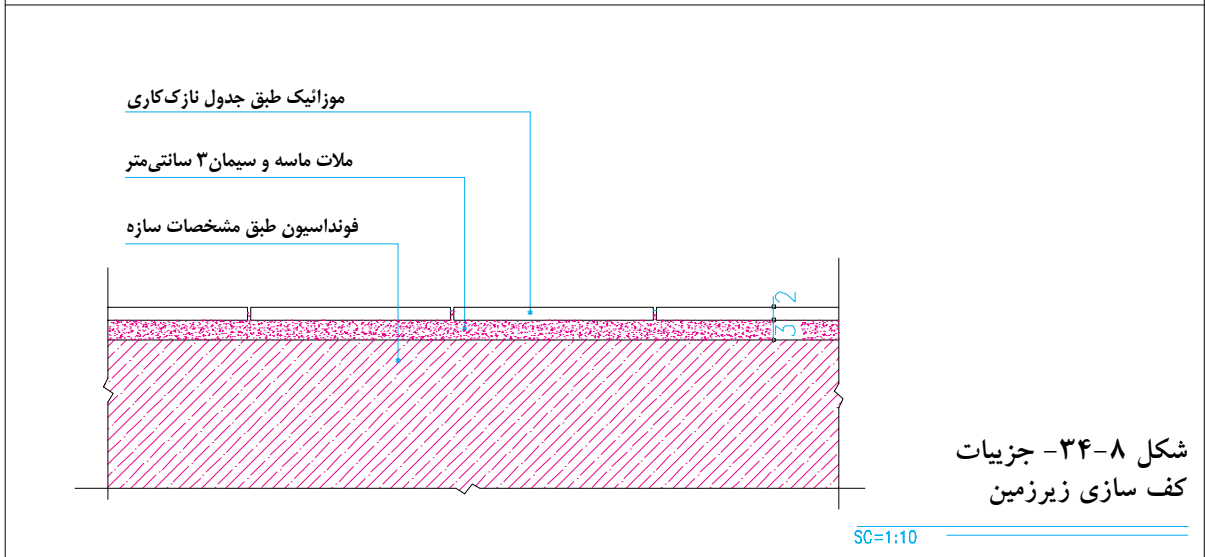 موزائیک طبق جدول نازک‌کاری
ملات ماسه و سیمان۳ سانتی‌متر
فونداسیون طبق مشخصات سازه
2
3
شکل ۸-۳۴- جزییات
کف سازی زیرزمین
SC=1:10